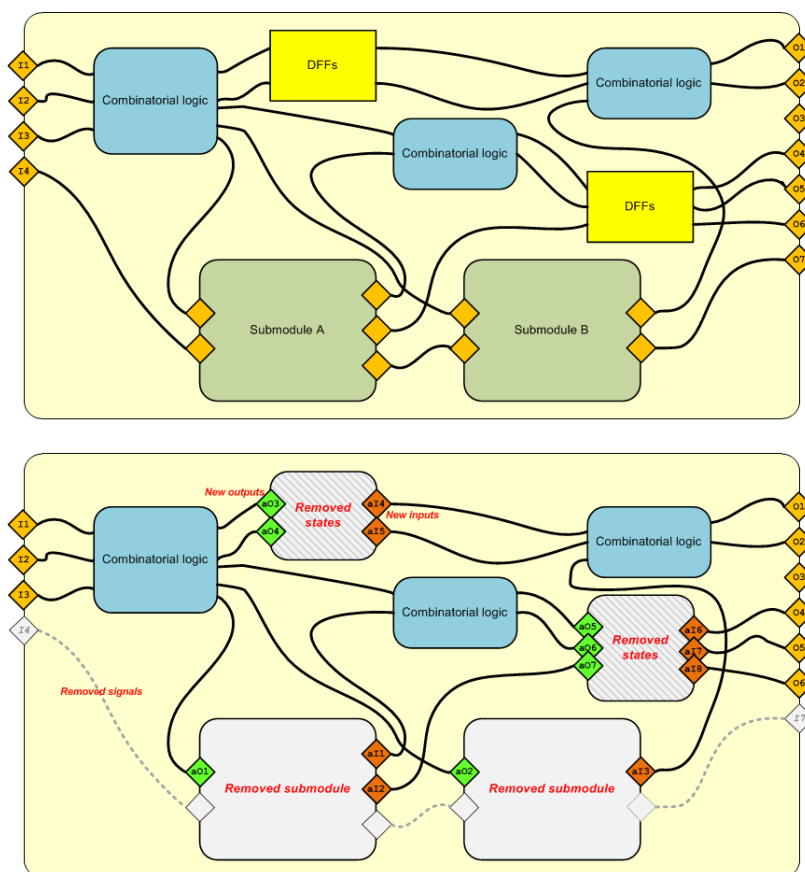 I1
I2
I3
I4
Combinatorial logic
DFFs
Combinatorial logic
Combinatorial logic
DFFs
Submodule A
Submodule B
O1
O2
O3
O4
O5
O6
O7
I1
I2
I3
I4
Combinatorial logic
New outputs
aO3
aO4
Removed
states
aI4
aI5
New inputs
Combinatorial logic
Combinatorial logic
aO5
aO6
aO7
Removed
states
aI6
aI7
aI8
Removed signals
aO1
Removed submodule
aI1
aI2
aO2
Removed submodule
aI3
O1
O2
O3
O4
O5
O6
I7